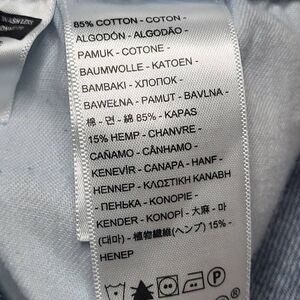 85% COTTON - COTON -
ALGODÓN - ALGODÃO -
PAMUK - COTONE -
BAUMWOLLE - KATOEN -
BAMBAKI - ХЛОПОК
BAWEŁNA - PAMUT - BAVLNA -
棉 - 면 - 綿 85% - KAPAS
15% HEMP - CHANVRE -
CAÑAMO - CÂNHAMO -
KENEVİR - CANAPA - HANF -
HENNEP - ΚΛΩΣΤΙΚΗ ΚΑΝΑΒΗ
- ПЕНЬКА - KONOPIE -
KENDER - KONOPÍ - 大麻 - 마
(대마) - 植物繊維(ヘンプ) 15% -
HENEP